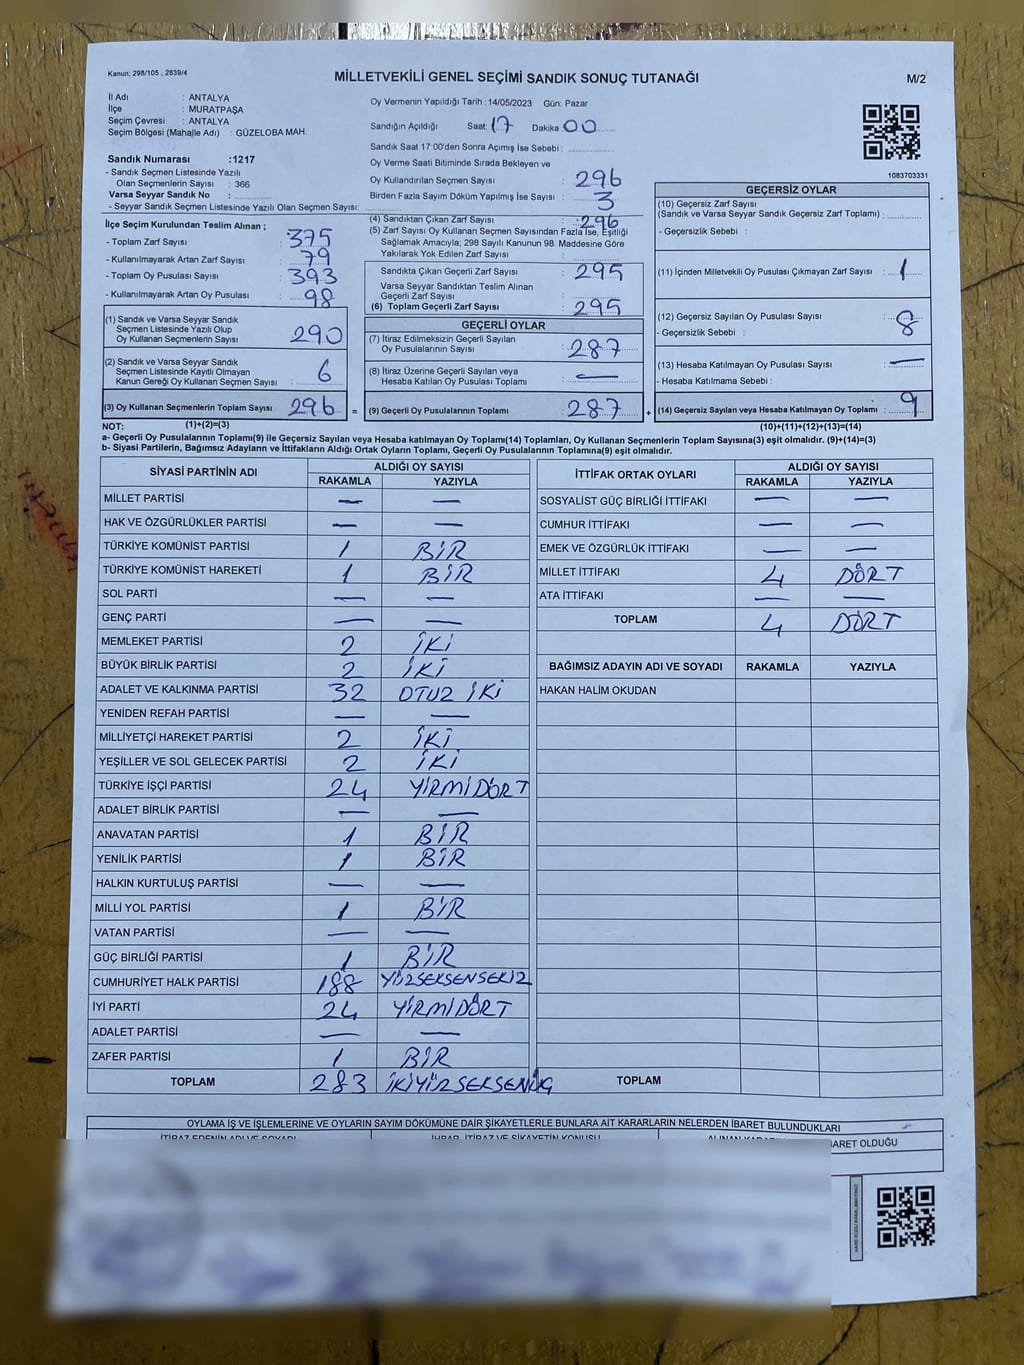 Kanun; 298/105 , 2839/4
MİLLETVEKİLİ GENEL SEÇİMİ SANDIK SONUÇ TUTANAĞI
M/2
İl Adı : ANTALYA
İlçe : MURATPAŞA
Seçim Çevresi : ANTALYA
Seçim Bölgesi (Mahalle Adı) : GÜZELOBA MAH.
Sandık Numarası :1217
- Sandık Seçmen Listesinde Yazılı
Olan Seçmenlerin Sayısı : 366
Varsa Seyyar Sandık No :
- Seyyar Sandık Seçmen Listesinde Yazılı Olan Seçmen Sayısı:
Oy Vermenin Yapıldığı Tarih : 14/05/2023 Gün: Pazar
Sandığın Açıldığı Saat: 17 Dakika 00
Sandık Saat 17:00'den Sonra Açımış İse Sebebi :
Oy Verme Saati Bitiminde Sırada Bekleyen ve
Oy Kullandırılan Seçmen Sayısı : 296
Birden Fazla Sayım Döküm Yapılmış İse Sayısı : 3
1083703331
İlçe Seçim Kurulundan Teslim Alınan ;
- Toplam Zarf Sayısı : 375
- Kullanılmayarak Artan Zarf Sayısı : 79
- Toplam Oy Pusulası Sayısı : 393
- Kullanılmayarak Artan Oy Pusulası : 98
(4) Sandıktan Çıkan Zarf Sayısı : 296
(5) Zarf Sayısı Oy Kullanan Seçmen Sayısından Fazla İse, Eşitliği
Sağlamak Amacıyla; 298 Sayılı Kanunun 98. Maddesine Göre
Yakılarak Yok Edilen Zarf Sayısı :
Sandıkta Çıkan Geçerli Zarf Sayısı : 295
Varsa Seyyar Sandıktan Teslim Alınan
Geçerli Zarf Sayısı :
(6) Toplam Geçerli Zarf Sayısı : 295
GEÇERSİZ OYLAR
(10) Geçersiz Zarf Sayısı
(Sandık ve Varsa Seyyar Sandık Geçersiz Zarf Toplamı) :
- Geçersizlik Sebebi :
(11) İçinden Milletvekili Oy Pusulası Çıkmayan Zarf Sayısı : 1
(12) Geçersiz Sayılan Oy Pusulası Sayısı : 8
- Geçersizlik Sebebi :
(13) Hesaba Katılmayan Oy Pusulası Sayısı : —
- Hesaba Katılmama Sebebi :
(14) Geçersiz Sayılan veya Hesaba Katılmayan Oy Toplamı : 9
(1) Sandık ve Varsa Seyyar Sandık
Seçmen Listesinde Yazılı Olup
Oy Kullanan Seçmenlerin Sayısı : 290
(2) Sandık ve Varsa Seyyar Sandık
Seçmen Listesinde Kayıtlı Olmayan
Kanun Gereği Oy Kullanan Seçmen Sayısı : 6
(3) Oy Kullanan Seçmenlerin Toplam Sayısı : 296 =
GEÇERLİ OYLAR
(7) İtiraz Edilmeksizin Geçerli Sayılan
Oy Pusulalarının Sayısı : 287
(8) İtiraz Üzerine Geçerli Sayılan veya
Hesaba Katılan Oy Pusulası Toplamı : —
(9) Geçerli Oy Pusulalarının Toplamı : 287 +
NOT: (1)+(2)=(3)
(10)+(11)+(12)+(13)=(14)
a- Geçerli Oy Pusulalarının Toplamı(9) ile Geçersiz Sayılan veya Hesaba katılmayan Oy Toplamı(14) Toplamları, Oy Kullanan Seçmenlerin Toplam Sayısına(3) eşit olmalıdır. (9)+(14)=(3)
b- Siyasi Partilerin, Bağımsız Adayların ve İttifakların Aldığı Oyların Toplamı, Geçerli Oy Pusulalarının Toplamına(9) eşit olmalıdır.
SİYASİ PARTİNİN ADI ALDIĞI OY SAYISI
RAKAMLA YAZIYLA
MİLLET PARTİSİ — —
HAK VE ÖZGÜRLÜKLER PARTİSİ — —
TÜRKİYE KOMÜNİST PARTİSİ 1 BİR
TÜRKİYE KOMÜNİST HAREKETİ 1 BİR
SOL PARTİ — —
GENÇ PARTİ — —
MEMLEKET PARTİSİ 2 İKİ
BÜYÜK BİRLİK PARTİSİ 2 İKİ
ADALET VE KALKINMA PARTİSİ 32 OTUZ İKİ
YENİDEN REFAH PARTİSİ — —
MİLLİYETÇİ HAREKET PARTİSİ 2 İKİ
YEŞİLLER VE SOL GELECEK PARTİSİ 2 İKİ
TÜRKİYE İŞÇİ PARTİSİ 24 YİRMİDÖRT
ADALET BİRLİK PARTİSİ — —
ANAVATAN PARTİSİ 1 BİR
YENİLİK PARTİSİ 1 BİR
HALKIN KURTULUŞ PARTİSİ — —
MİLLİ YOL PARTİSİ 1 BİR
VATAN PARTİSİ — —
GÜÇ BİRLİĞİ PARTİSİ 1 BİR
CUMHURİYET HALK PARTİSİ 188 YÜZSEKSENSEKİZ
İYİ PARTİ 24 YİRMİDÖRT
ADALET PARTİSİ — —
ZAFER PARTİSİ 1 BİR
TOPLAM 283 İKİYÜZSEKSENÜÇ
İTTİFAK ORTAK OYLARI ALDIĞI OY SAYISI
RAKAMLA YAZIYLA
SOSYALİST GÜÇ BİRLİĞİ İTTİFAKI — —
CUMHUR İTTİFAKI — —
EMEK VE ÖZGÜRLÜK İTTİFAKI — —
MİLLET İTTİFAKI 4 DÖRT
ATA İTTİFAKI — —
TOPLAM 4 DÖRT
BAĞIMSIZ ADAYIN ADI VE SOYADI RAKAMLA YAZIYLA
HAKAN HALİM OKUDAN
TOPLAM
OYLAMA İŞ VE İŞLEMLERİNE VE OYLARIN SAYIM DÖKÜMÜNE DAİR ŞİKAYETLERLE BUNLARA AİT KARARLARIN NELERDEN İBARET BULUNDUKLARI
İTİRAZ EDENİN ADI VE SOYADI İHBAR, İTİRAZ VE ŞİKAYETİN KONUSU İBARET OLDUĞU